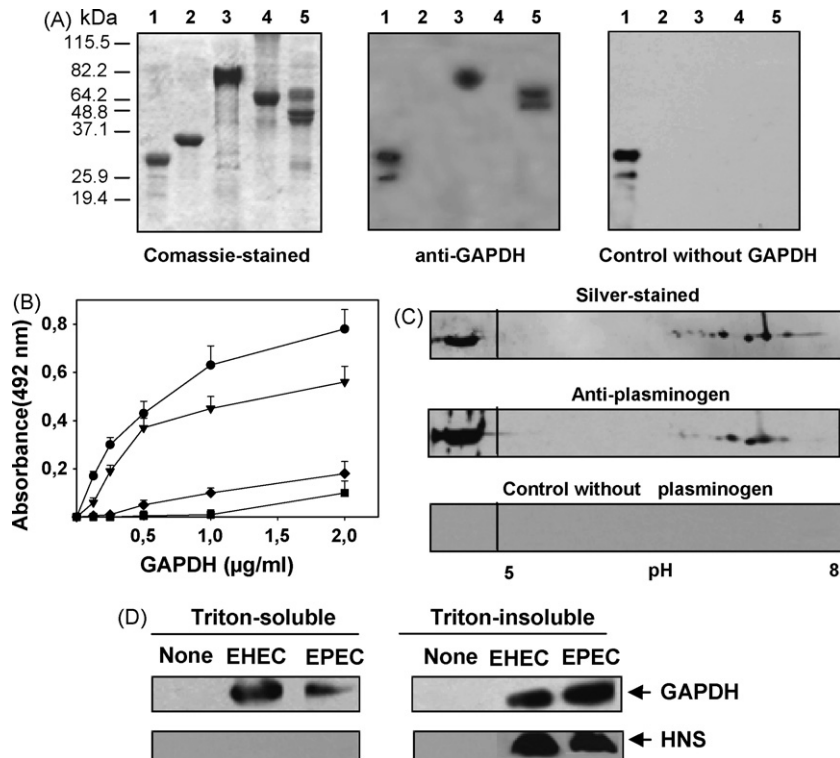 (A) kDa 1 2 3 4 5 1 2 3 4 5 1 2 3 4 5
115.5
82.2
64.2
48.8
37.1
25.9
19.4
Comassie-stained anti-GAPDH Control without GAPDH
(B)
Absorbance(492 nm)
0,8
0,6
0,4
0,2
0,5 1,0 1,5 2,0
GAPDH (µg/ml)
(C)
Silver-stained
Anti-plasminogen
Control without plasminogen
5 pH 8
(D) Triton-soluble Triton-insoluble
None EHEC EPEC None EHEC EPEC
GAPDH
HNS